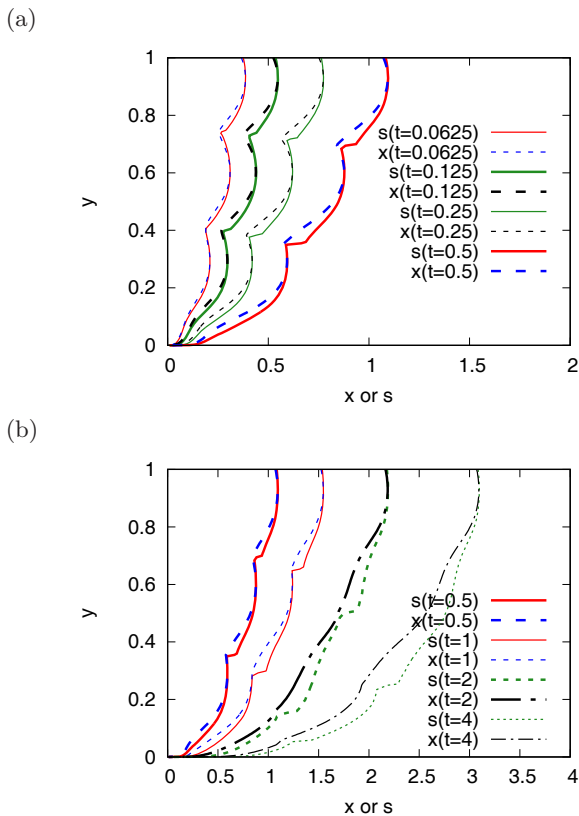 (a)
1
0.8
0.6
0.4
0.2
0
y
s(t=0.0625)
x(t=0.0625)
s(t=0.125)
x(t=0.125)
s(t=0.25)
x(t=0.25)
s(t=0.5)
x(t=0.5)
0 0.5 1 1.5 2
x or s
(b)
1
0.8
0.6
0.4
0.2
0
y
s(t=0.5)
x(t=0.5)
s(t=1)
x(t=1)
s(t=2)
x(t=2)
s(t=4)
x(t=4)
0 0.5 1 1.5 2 2.5 3 3.5 4
x or s